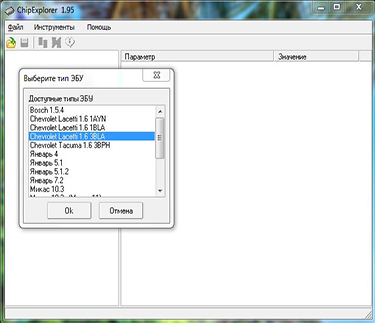 ChipExplorer 1.95
Файл Инструменты Помощь
Параметр Значение
Выберите тип ЭБУ
Доступные типы ЭБУ
Bosch 1.5.4
Chevrolet Lacetti 1.6 1AYN
Chevrolet Lacetti 1.6 1BLA
Chevrolet Lacetti 1.6 3BLA
Chevrolet Tacuma 1.6 3BPH
Январь 4
Январь 5.1
Январь 5.1.2
Январь 7.2
Микас 10.3
Ok Отмена